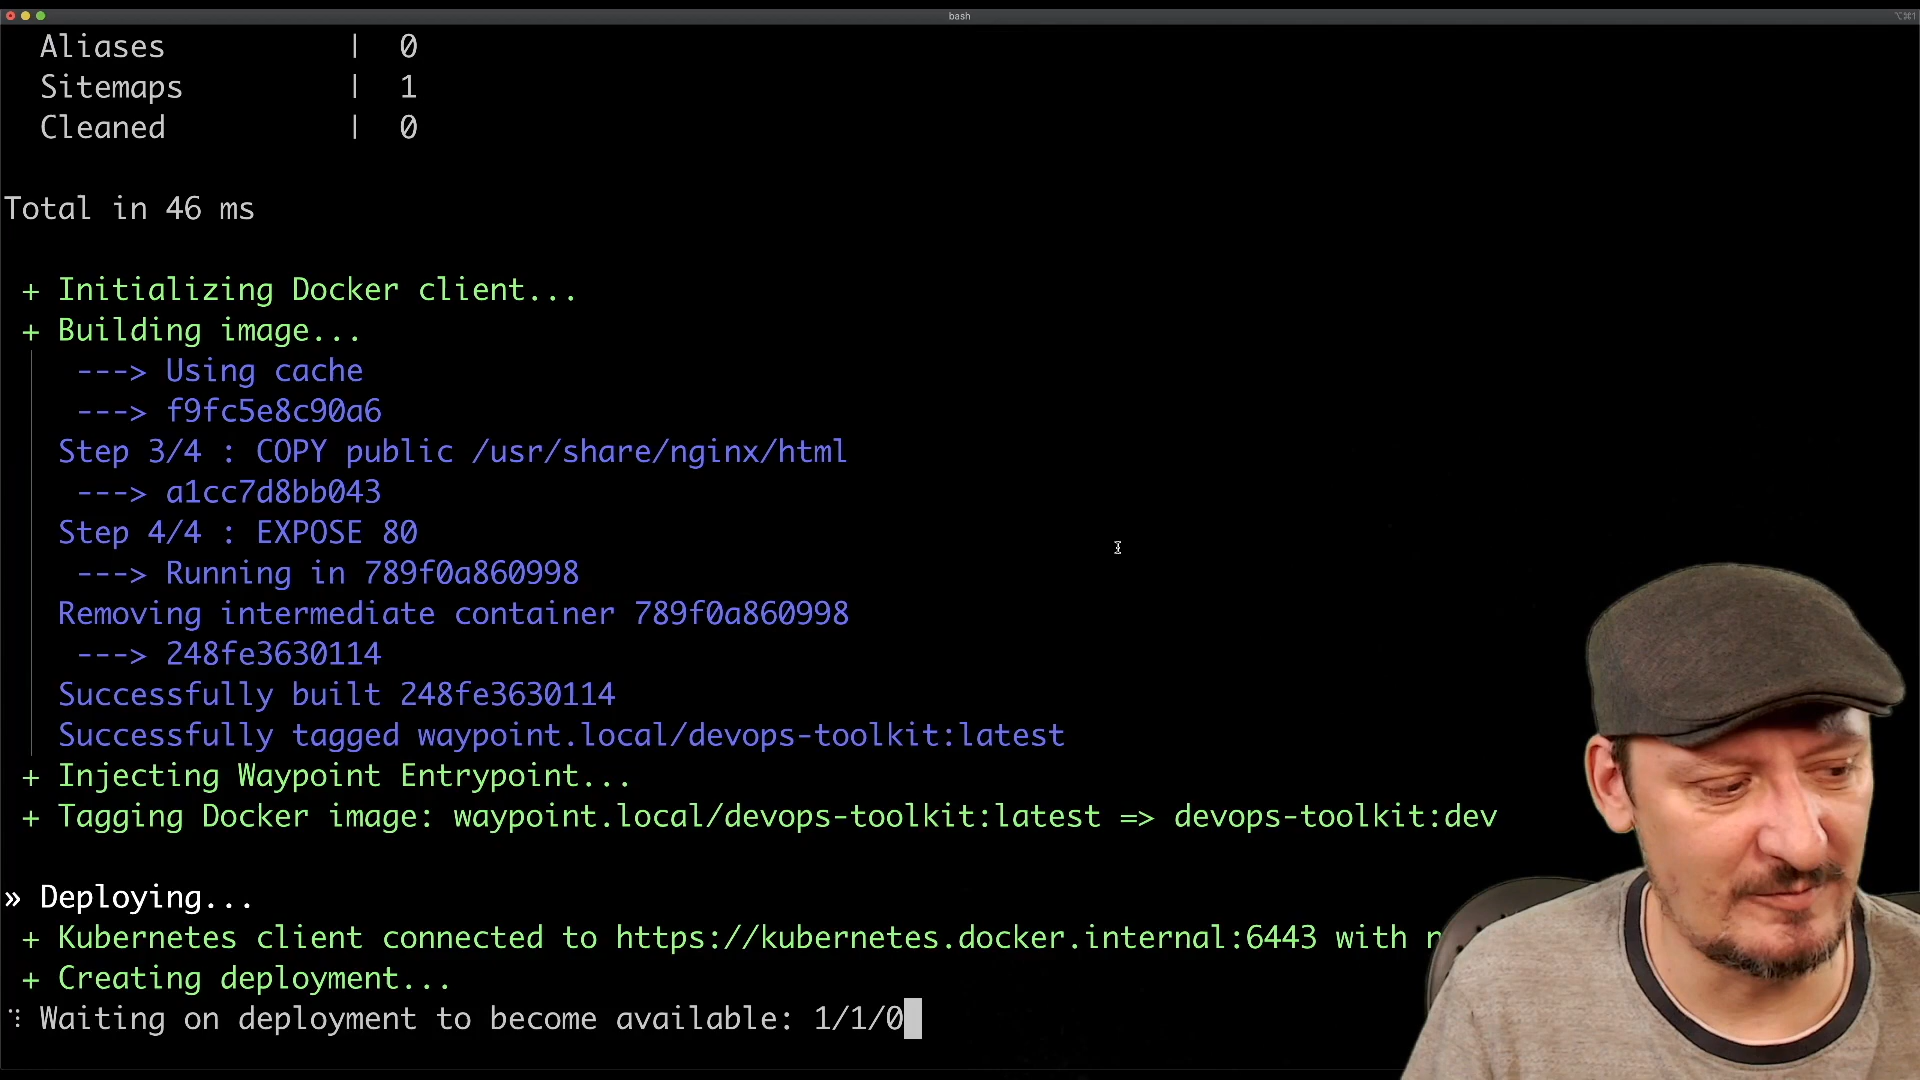 bash
⌥⌘1
Aliases | 0
Sitemaps | 1
Cleaned | 0
Total in 46 ms
+ Initializing Docker client...
+ Building image...
---> Using cache
---> f9fc5e8c90a6
Step 3/4 : COPY public /usr/share/nginx/html
---> a1cc7d8bb043
Step 4/4 : EXPOSE 80
---> Running in 789f0a860998
Removing intermediate container 789f0a860998
---> 248fe3630114
Successfully built 248fe3630114
Successfully tagged waypoint.local/devops-toolkit:latest
+ Injecting Waypoint Entrypoint...
+ Tagging Docker image: waypoint.local/devops-toolkit:latest => devops-toolkit:dev
» Deploying...
+ Kubernetes client connected to https://kubernetes.docker.internal:6443 with
+ Creating deployment...
Waiting on deployment to become available: 1/1/0